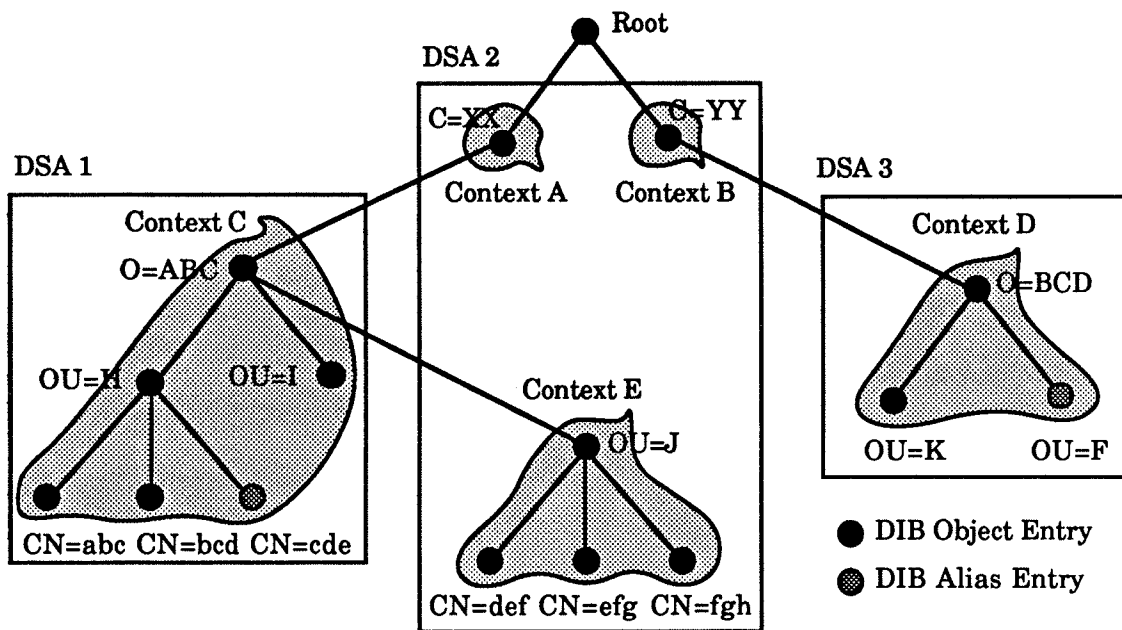 Root
DSA 2
C=XX
C=YY
DSA 1
Context A
Context B
DSA 3
Context C
Context D
O=ABC
O=BCD
OU=H
OU=I
Context E
OU=J
OU=K
OU=F
CN=abc CN=bcd CN=cde
DIB Object Entry
DIB Alias Entry
CN=def CN=efg CN=fgh